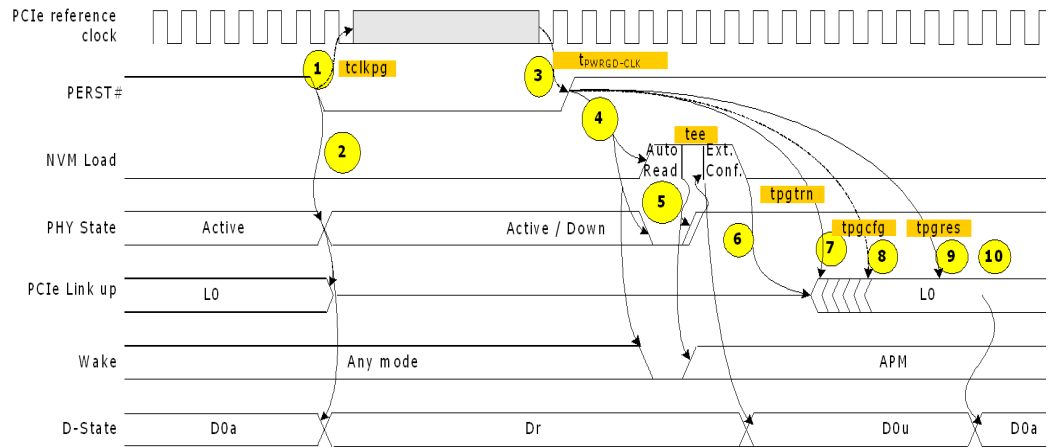 PCIe reference
clock
1
tclkpg
3
tPWRGD-CLK
PERST#
4
2
tee
NVM Load
Auto
Read
Ext.
Conf.
5
tpgtrn
PHY State
Active
Active / Down
6
7
tpgcfg
8
tpgres
9
10
PCIe Link up
L0
L0
Wake
Any mode
APM
D-State
D0a
Dr
D0u
D0a